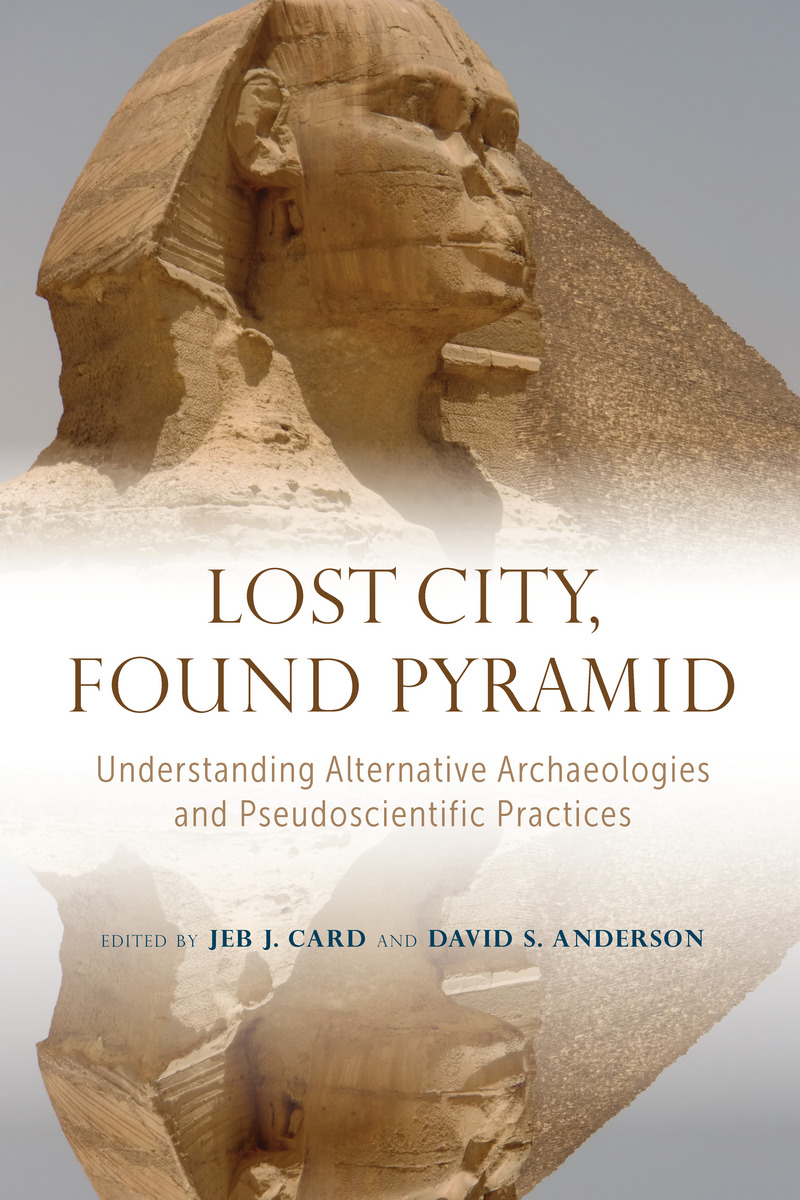 LOST CITY,
FOUND PYRAMID
Understanding Alternative Archaeologies
and Pseudoscientific Practices
EDITED BY JEB J. CARD AND DAVID S. ANDERSON